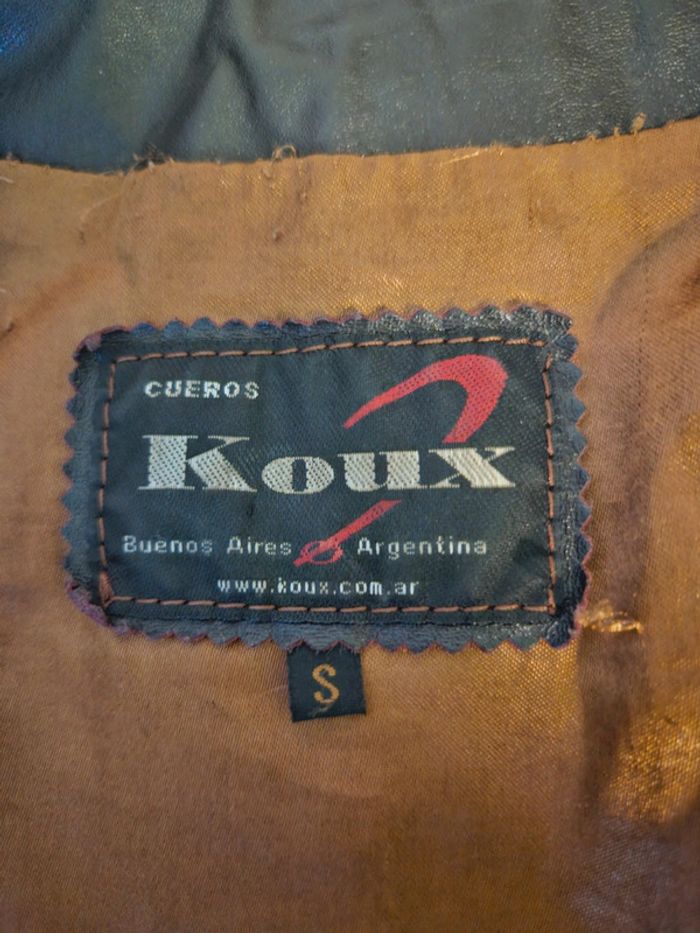 CUEROS
Koux
Buenos Aires Argentina
www.koux.com.ar
S